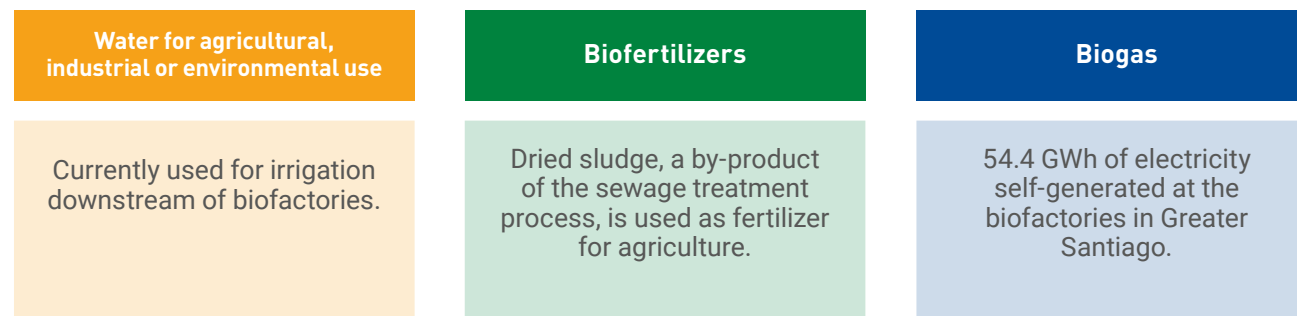 Water for agricultural,
industrial or environmental use
Currently used for irrigation
downstream of biofactories.
Biofertilizers
Dried sludge, a by-product
of the sewage treatment
process, is used as fertilizer
for agriculture.
Biogas
54.4 GWh of electricity
self-generated at the
biofactories in Greater
Santiago.